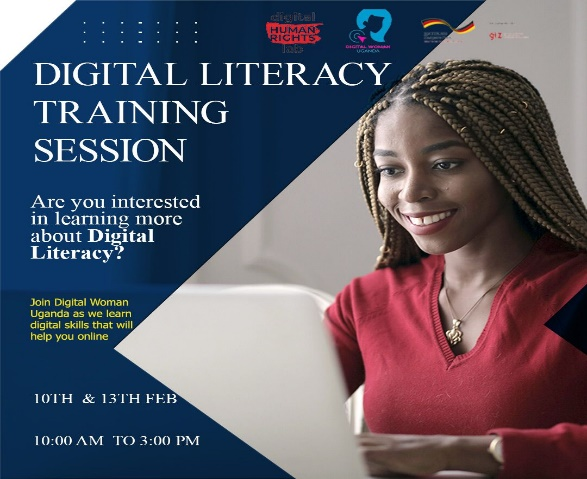 digital
HUMAN
RIGHTS
lab
DIGITAL WOMAN
UGANDA
giz
DIGITAL LITERACY
TRAINING
SESSION
Are you interested
in learning more
about Digital
Literacy?
Join Digital Woman
Uganda as we learn
digital skills that will
help you online
10TH & 13TH FEB
10:00 AM TO 3:00 PM